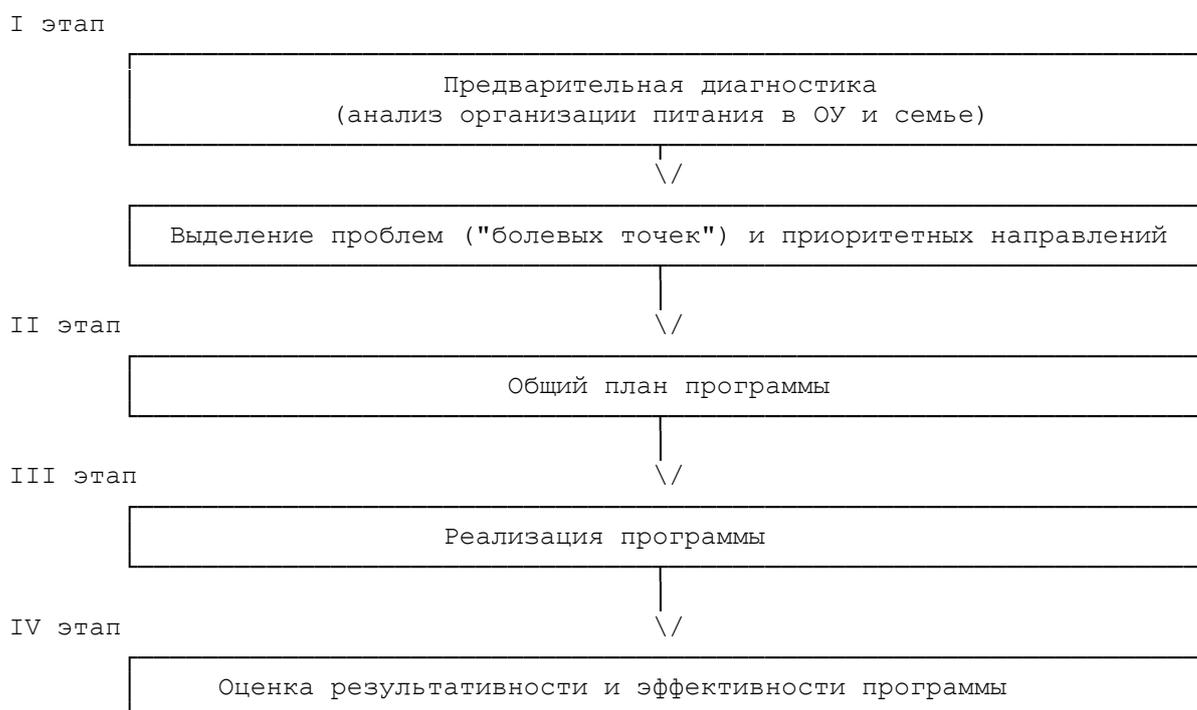 I этап
Предварительная диагностика
(анализ организации питания в ОУ и семье)
Выделение проблем ("болевых точек") и приоритетных направлений
II этап
Общий план программы
III этап
Реализация программы
IV этап
Оценка результативности и эффективности программы